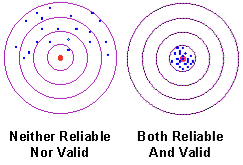 Neither Reliable
Nor Valid
Both Reliable
And Valid